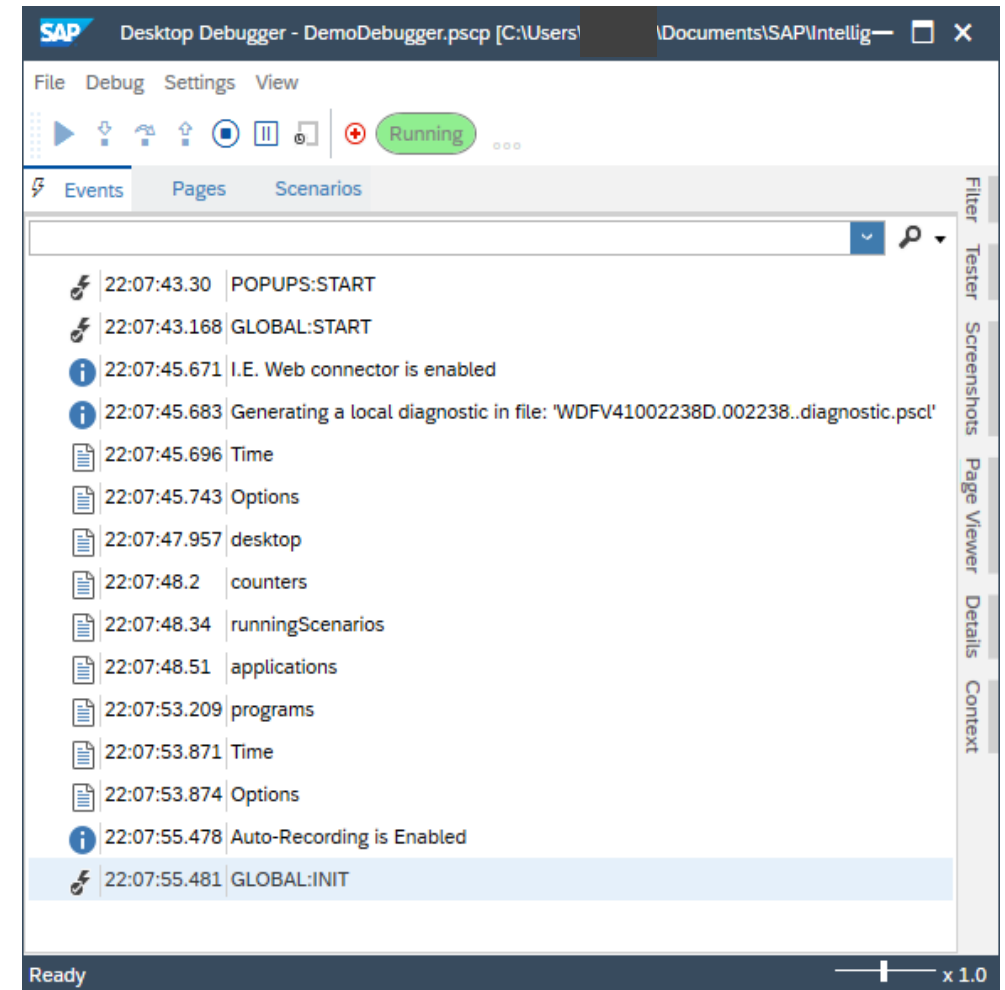 SAP Desktop Debugger - DemoDebugger.pscp [C:\Users\ \Documents\SAP\Intellig
File Debug Settings View
Running
Events Pages Scenarios
22:07:43.30 POPUPS:START
22:07:43.168 GLOBAL:START
22:07:45.671 I.E. Web connector is enabled
22:07:45.683 Generating a local diagnostic in file: 'WDFV41002238D.002238..diagnostic.pscl'
22:07:45.696 Time
22:07:45.743 Options
22:07:47.957 desktop
22:07:48.2 counters
22:07:48.34 runningScenarios
22:07:48.51 applications
22:07:53.209 programs
22:07:53.871 Time
22:07:53.874 Options
22:07:55.478 Auto-Recording is Enabled
22:07:55.481 GLOBAL:INIT
Filter
Tester
Screenshots
Page Viewer
Details
Context
Ready x 1.0